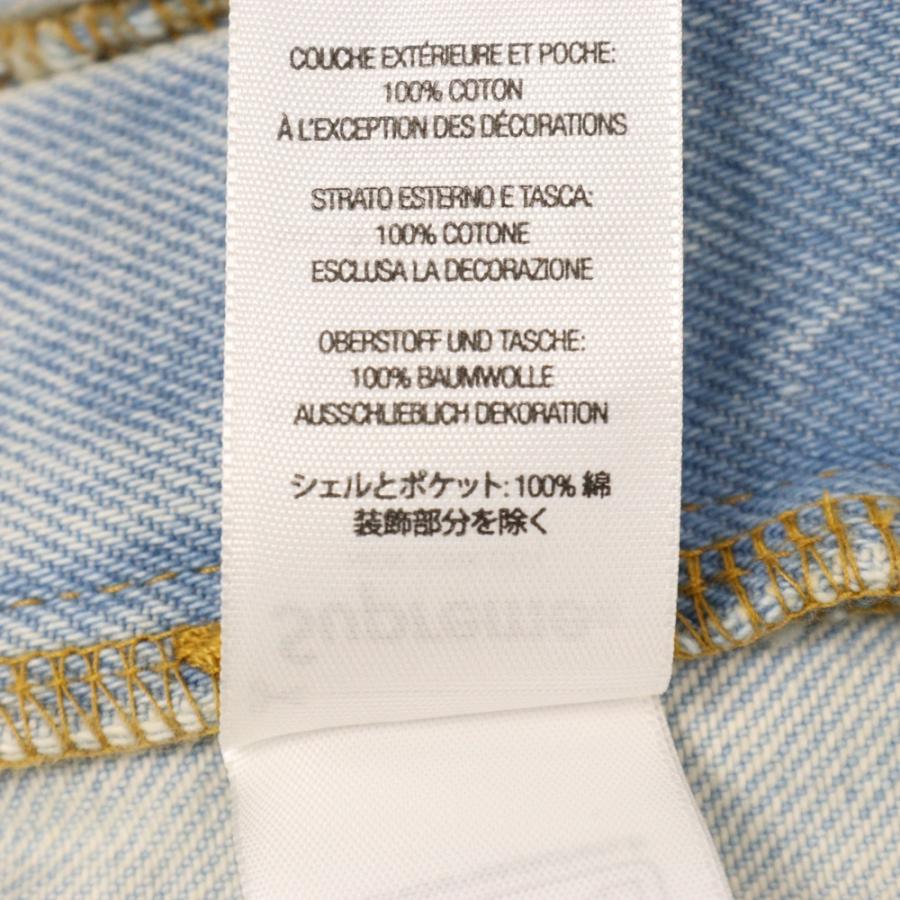 COUCHE EXTÉRIEURE ET POCHE:
100% COTON
À L'EXCEPTION DES DÉCORATIONS
STRATO ESTERNO E TASCA:
100% COTONE
ESCLUSA LA DECORAZIONE
OBERSTOFF UND TASCHE:
100% BAUMWOLLE
AUSSCHLIEBLICH DEKORATION
シェルとポケット: 100% 綿
装飾部分を除く
Supreme